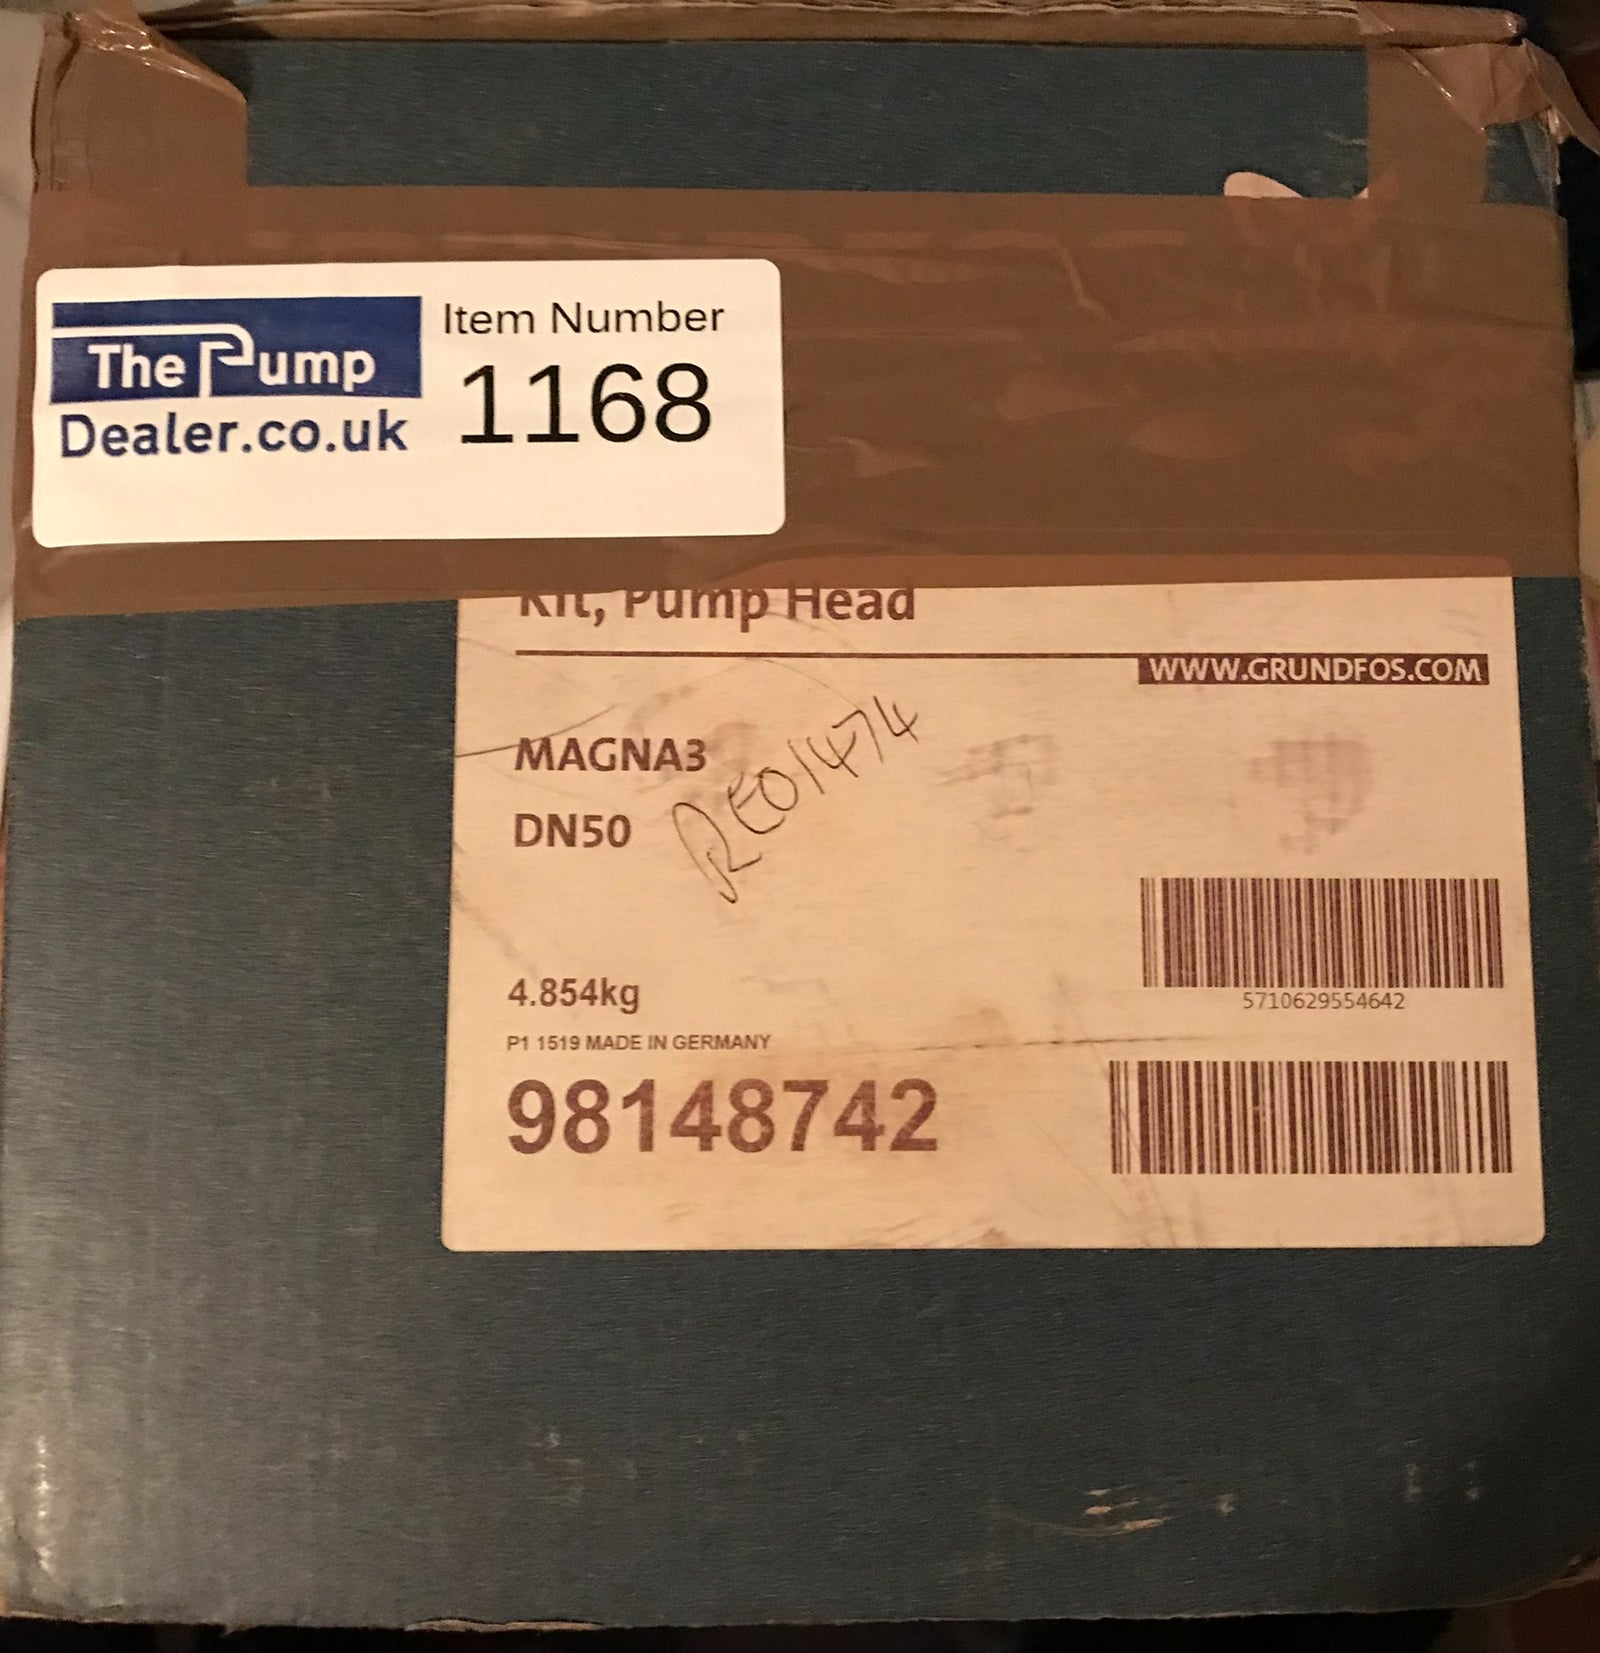 The Pump
Dealer.co.uk
Item Number
1168
Kit, Pump Head
WWW.GRUNDFOS.COM
MAGNA3
DN50
RE01474
5710629554642
4.854kg
P1 1519 MADE IN GERMANY
98148742